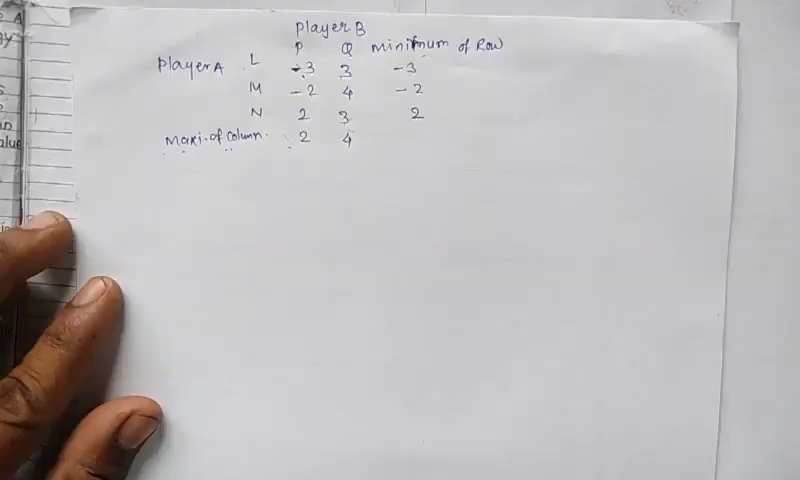 Player B
P Q Minimum of Row
Player A L -3 3 -3
M -2 4 -2
N 2 3 2
Maxi. of Column. 2 4
A
alue